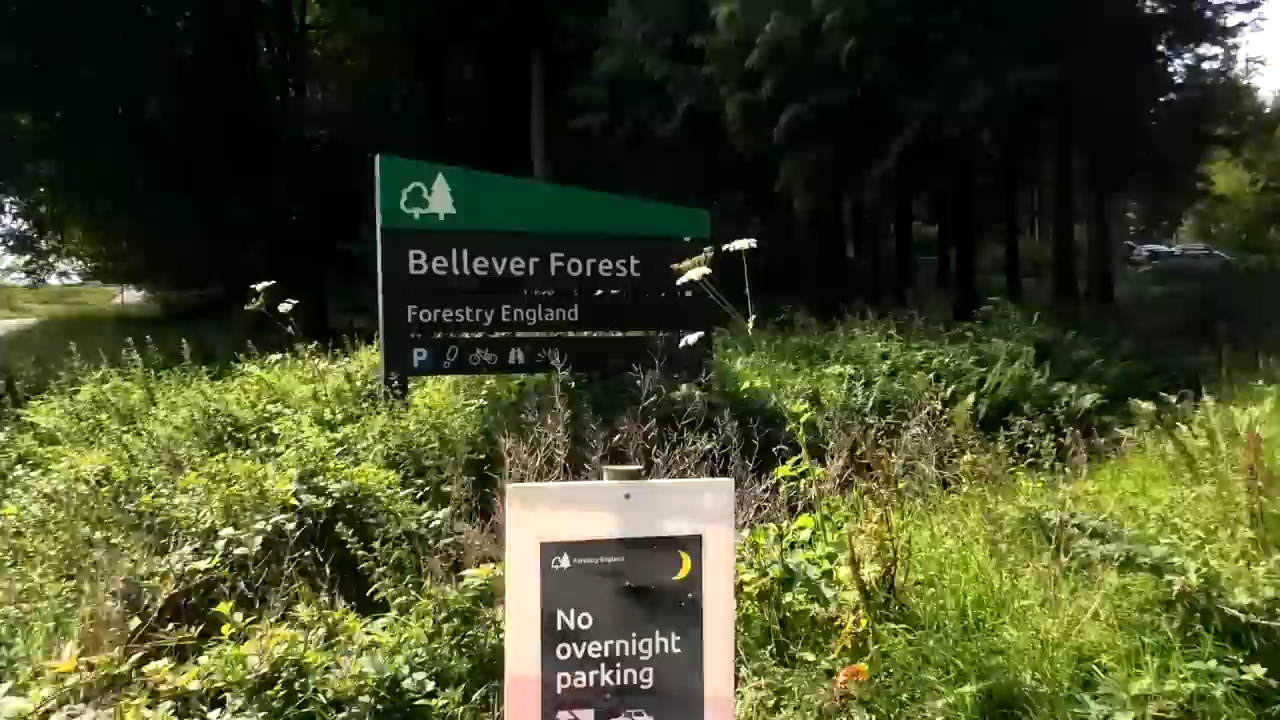 Bellever Forest
Forestry England
P
Forestry England
No
overnight
parking